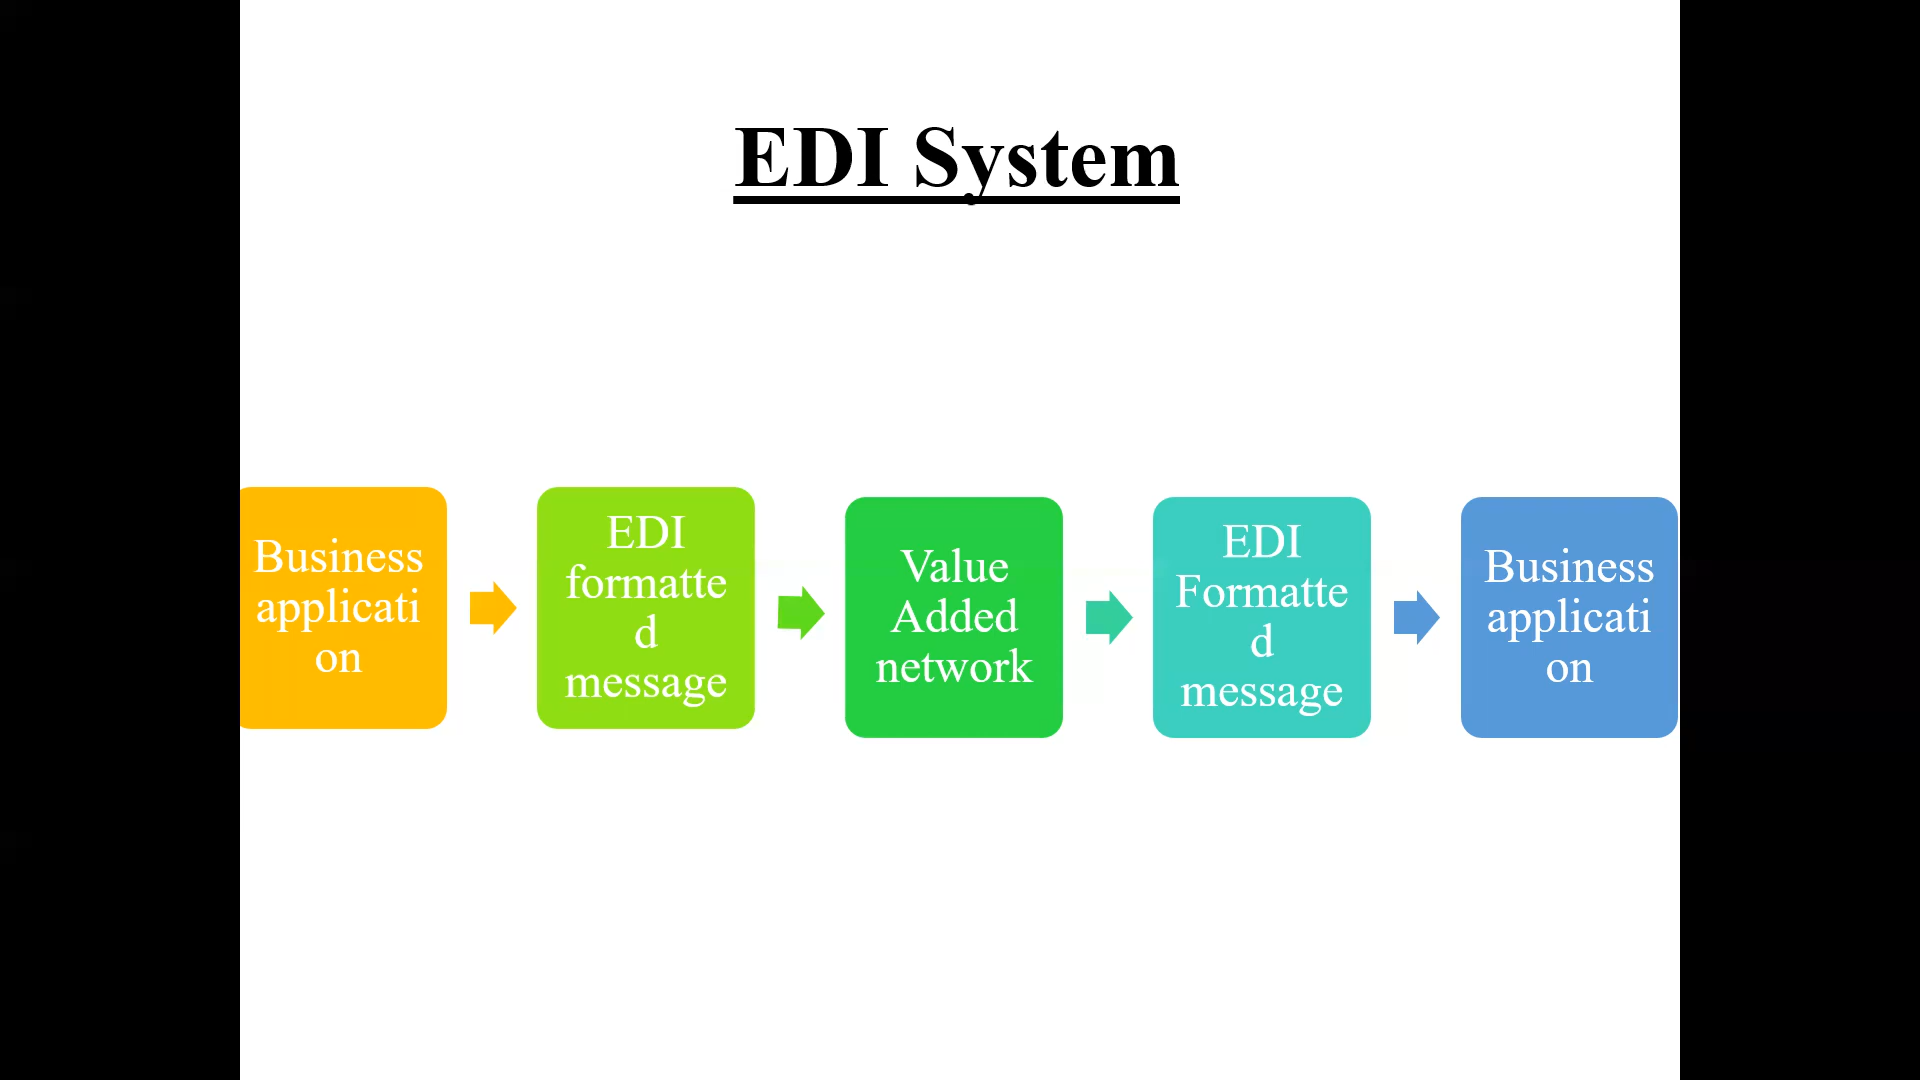 EDI System
Business
applicati
on
EDI
formatte
d
message
Value
Added
network
EDI
Formatte
d
message
Business
applicati
on